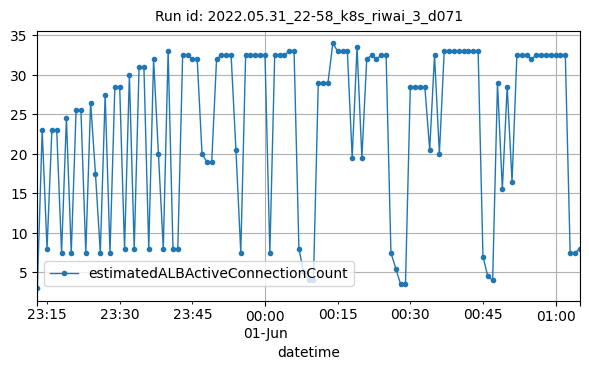 Run id: 2022.05.31_22-58_k8s_riwai_3_d071
35
30
25
20
15
10
5
estimatedALBActiveConnectionCount
23:15 23:30 23:45 00:00 00:15 00:30 00:45 01:00
01-Jun
datetime